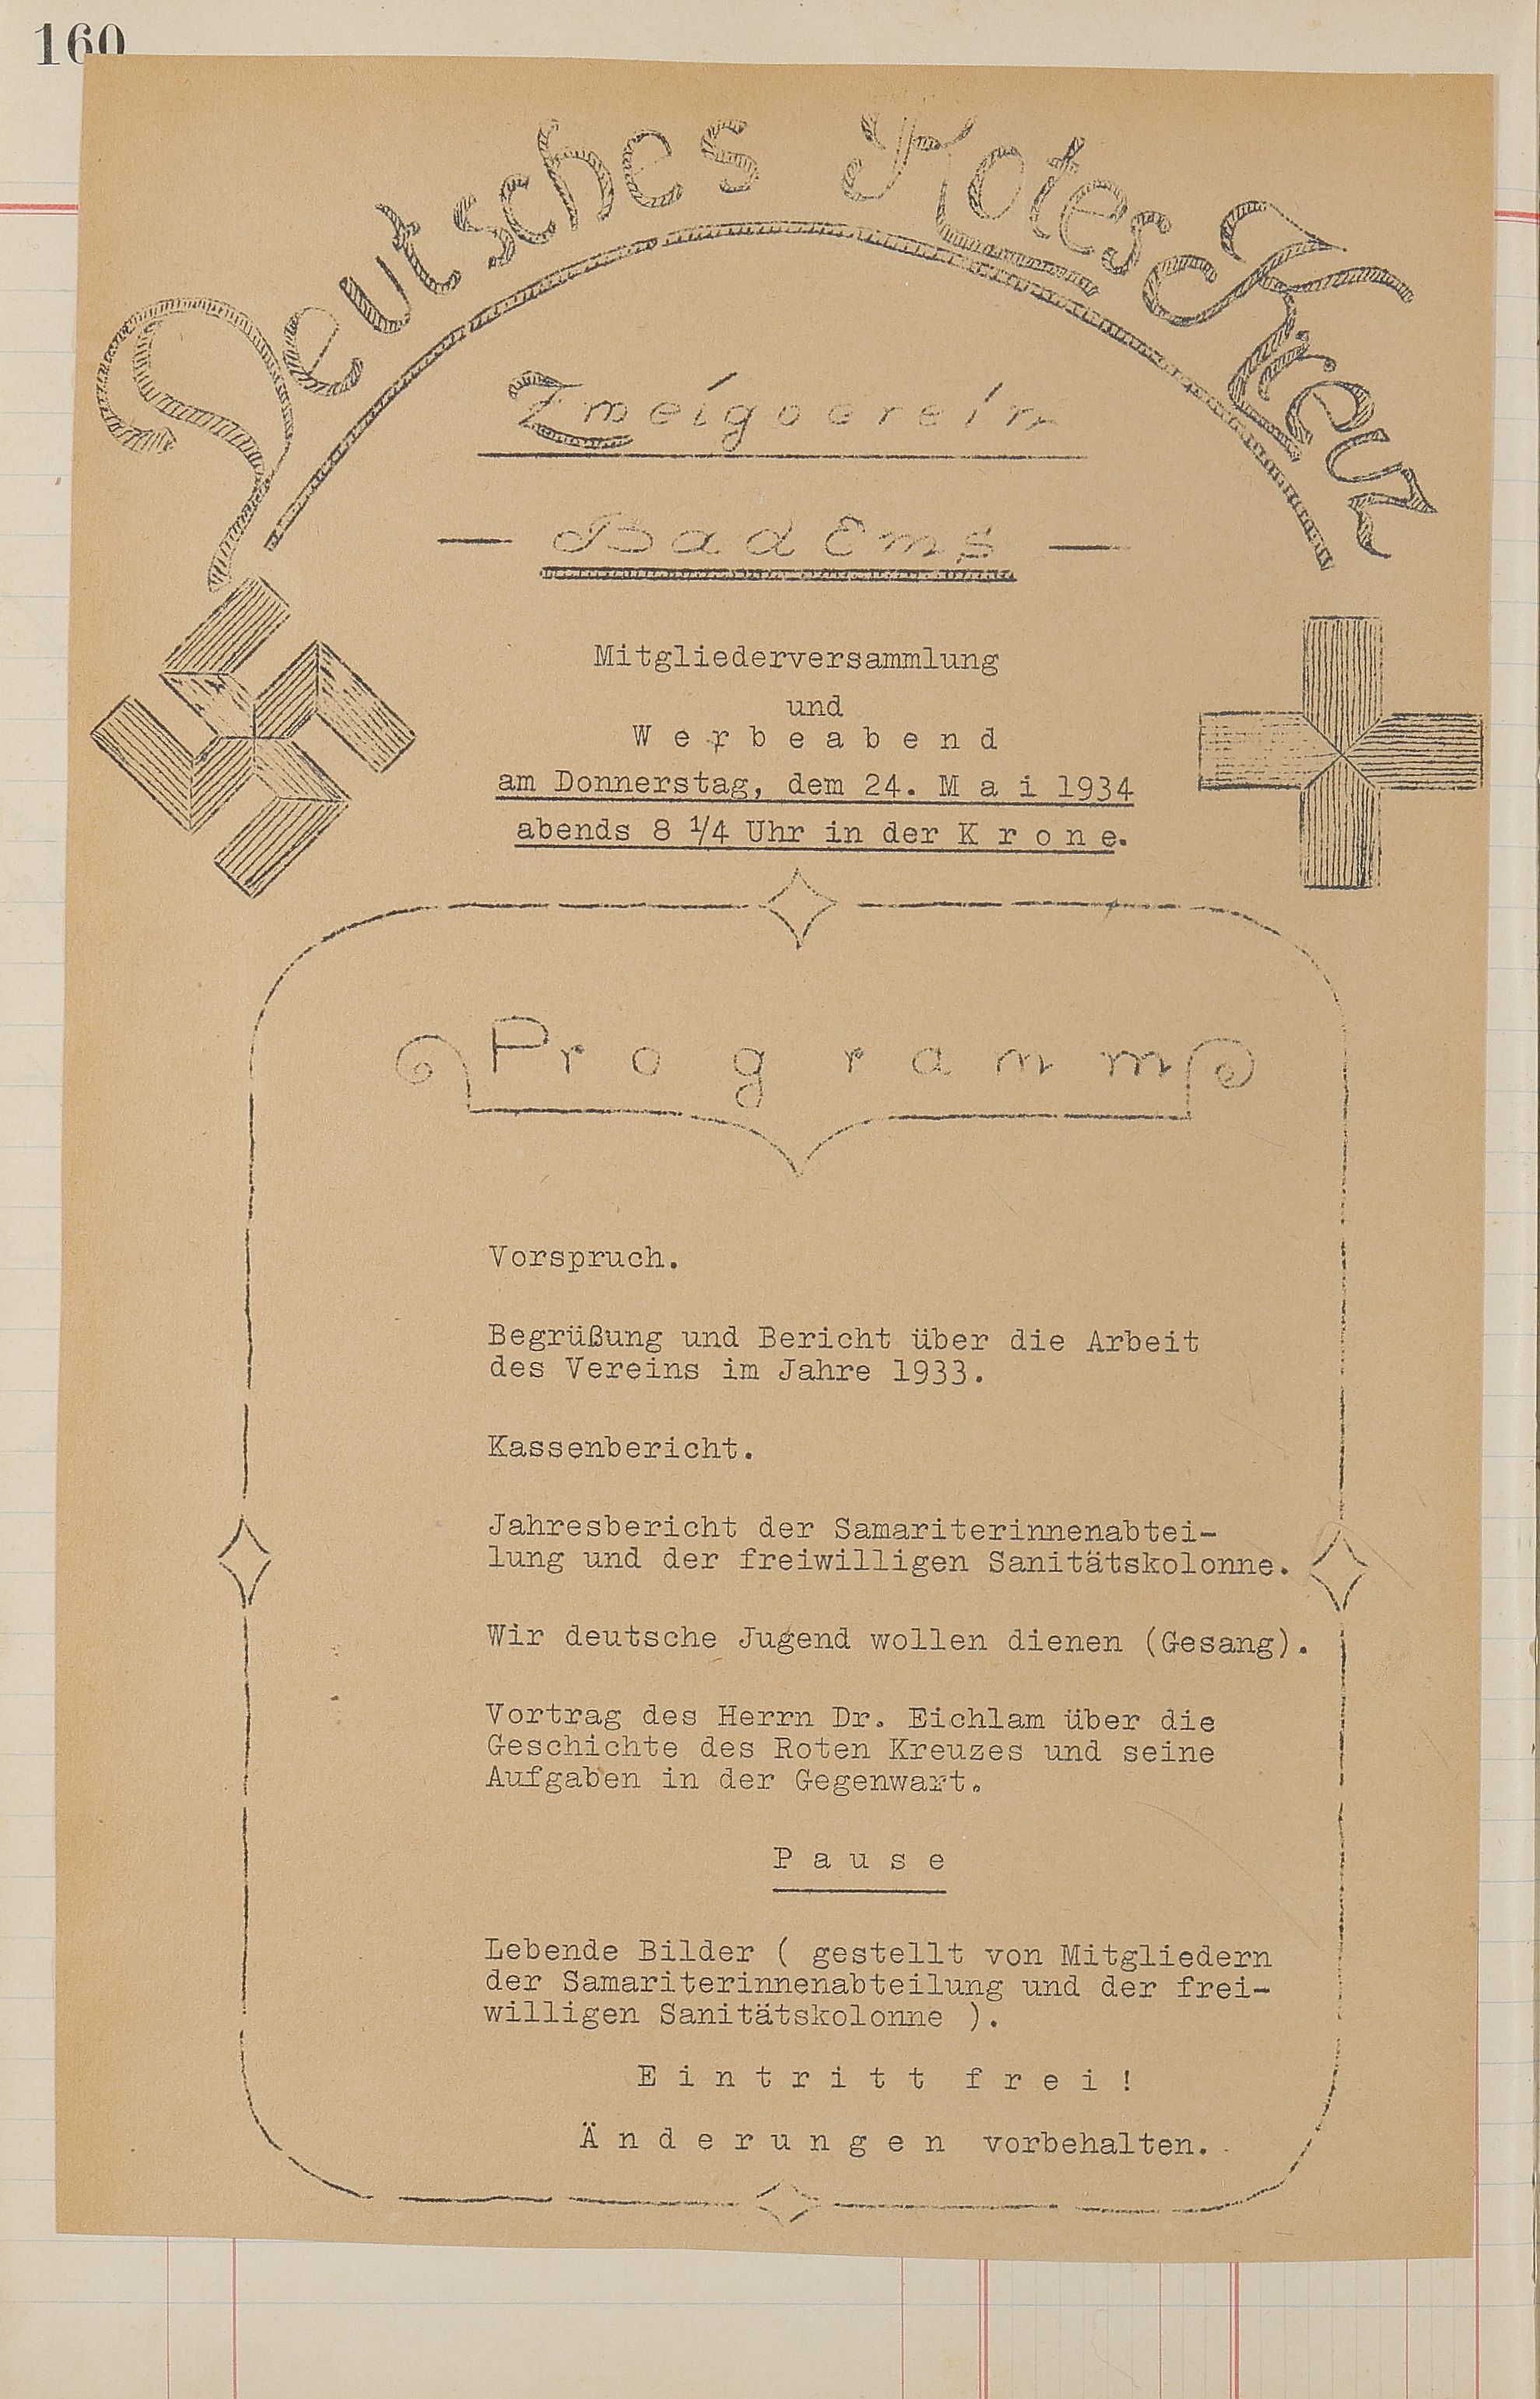 160
Deutsches Rotes Kreuz
Zweigverein
— Bad Ems —
Mitgliederversammlung
und
W e r b e a b e n d
am Donnerstag, dem 24. M a i 1934
abends 8 1/4 Uhr in der K r o n e.
P r o g r a m m
Vorspruch.
Begrüßung und Bericht über die Arbeit
des Vereins im Jahre 1933.
Kassenbericht.
Jahresbericht der Samariterinnenabtei-
lung und der freiwilligen Sanitätskolonne.
Wir deutsche Jugend wollen dienen (Gesang).
Vortrag des Herrn Dr. Eichlam über die
Geschichte des Roten Kreuzes und seine
Aufgaben in der Gegenwart.
P a u s e
Lebende Bilder ( gestellt von Mitgliedern
der Samariterinnenabteilung und der frei-
willigen Sanitätskolonne ).
E i n t r i t t  f r e i !
Ä n d e r u n g e n  vorbehalten.